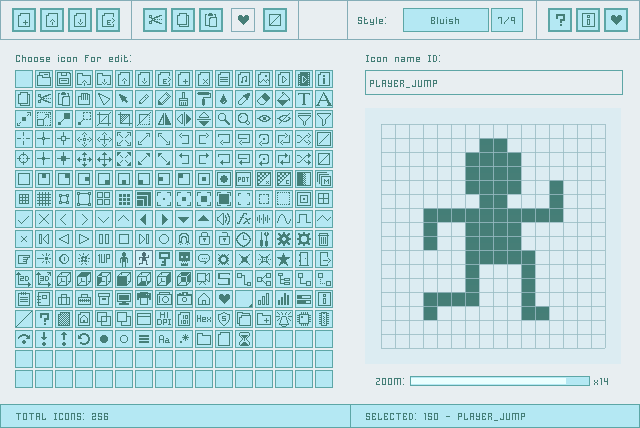 Style: Bluish 7/9
Choose icon for edit:
Icon name ID:
PLAYER_JUMP
ZOOM: x14
TOTAL ICONS: 256
SELECTED: 150 - PLAYER_JUMP